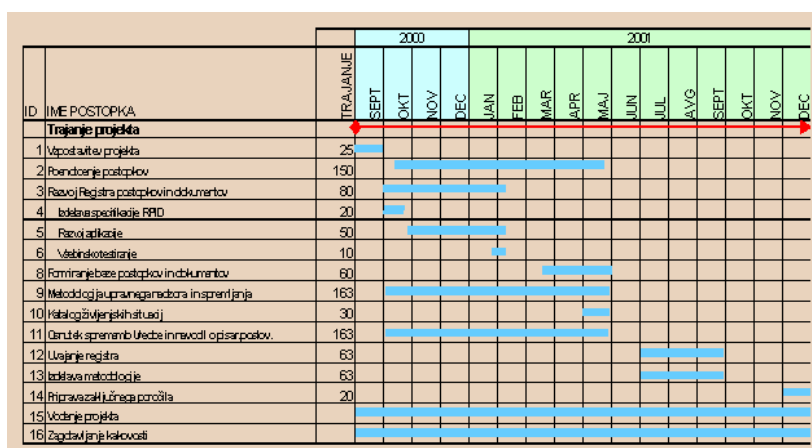 2000 2001
ID IME POSTOPKA TRAJANJE SEPT OKT NOV DEC JAN FEB MAR APR MAJ JUN JUL AVG SEPT OKT NOV DEC
Trajanje projekta
1 Vzpostavitev projekta 25
2 Poenotenje postopkov 150
3 Razvoj Registra postopkov in dokumentov 80
4 Izdelava specifikacije RPID 20
5 Razvoj aplikacije 50
6 Vsebinsko testiranje 10
8 Formiranje baze postopkov in dokumentov 60
9 Metodologija upravnega nadzora in spremljanja 163
10 Katalog življenjskih situacij 30
11 Osnutek sprememb Uredbe in navodil o pisar.poslov. 163
12 Uvajanje registra 63
13 Izdelava metodologije 63
14 Priprava zaključnega poročila 20
15 Vodenje projekta
16 Zagotavljanje kakovosti